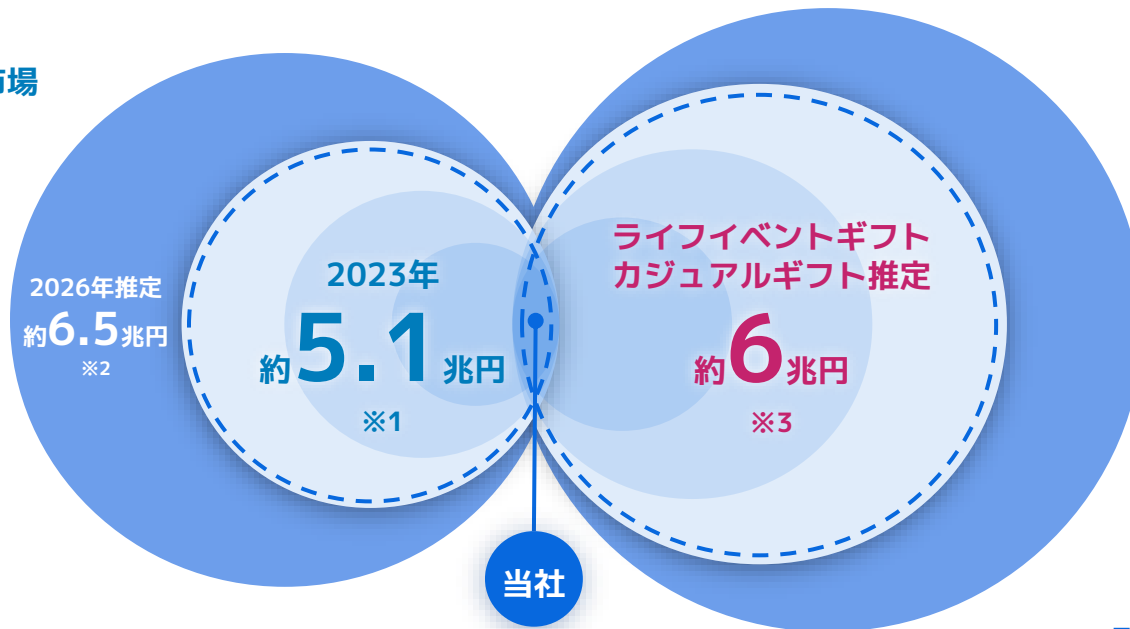 市場
2026年推定
約6.5兆円
※2
2023年
約5.1兆円
※1
ライフイベントギフト
カジュアルギフト推定
約6兆円
※3
当社